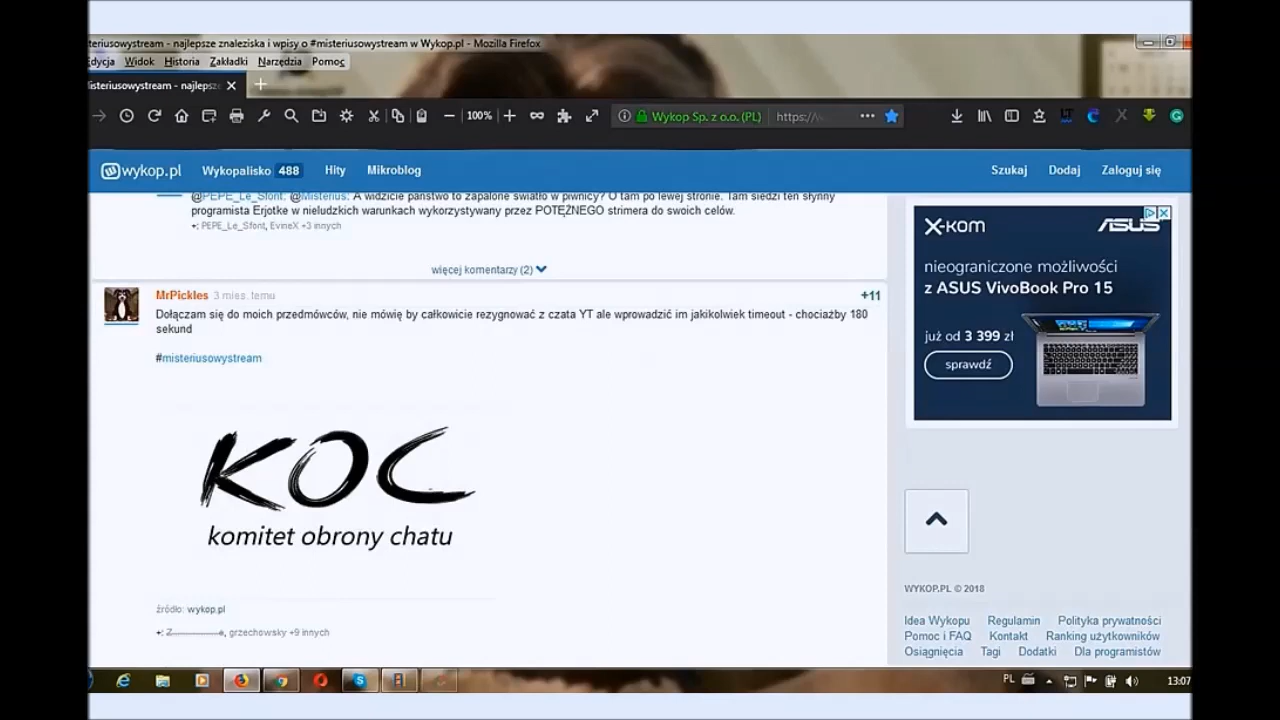 teriusowystream - najlepsze znaleziska i wpisy o #misteriusowystream w Wykop.pl - Mozilla Firefox
Edycja Widok Historia Zakładki Narzędzia Pomoc
Misteriusowystream - najlepsze
100% Wykop Sp. z o.o. (PL) https://w
wykop.pl Wykopalisko 488 Hity Mikroblog Szukaj Dodaj Zaloguj się
@PEPE_Le_Sfont: @Misterius: A widzicie państwo to zapalone światło w piwnicy? O tam po lewej stronie. Tam siedzi ten słynny
programista Erjotke w nieludzkich warunkach wykorzystywany przez POTĘŻNEGO strimera do swoich celów.
+: PEPE_Le_Sfont, EvineX +3 innych
więcej komentarzy (2)
MrPickles 3 mies. temu +11
Dołączam się do moich przedmówców, nie mówię by całkowicie rezygnować z czata YT ale wprowadzić im jakikolwiek timeout - chociażby 180
sekund
#misteriusowystream
KOC
komitet obrony chatu
źródło: wykop.pl
grzechowsky +9 innych
X-kom ASUS
nieograniczone możliwości
z ASUS VivoBook Pro 15
już od 3 399 zł
sprawdź
WYKOP.PL © 2018
Idea Wykopu Regulamin Polityka prywatności
Pomoc i FAQ Kontakt Ranking użytkowników
Osiągnięcia Tagi Dodatki Dla programistów
PL 13:07